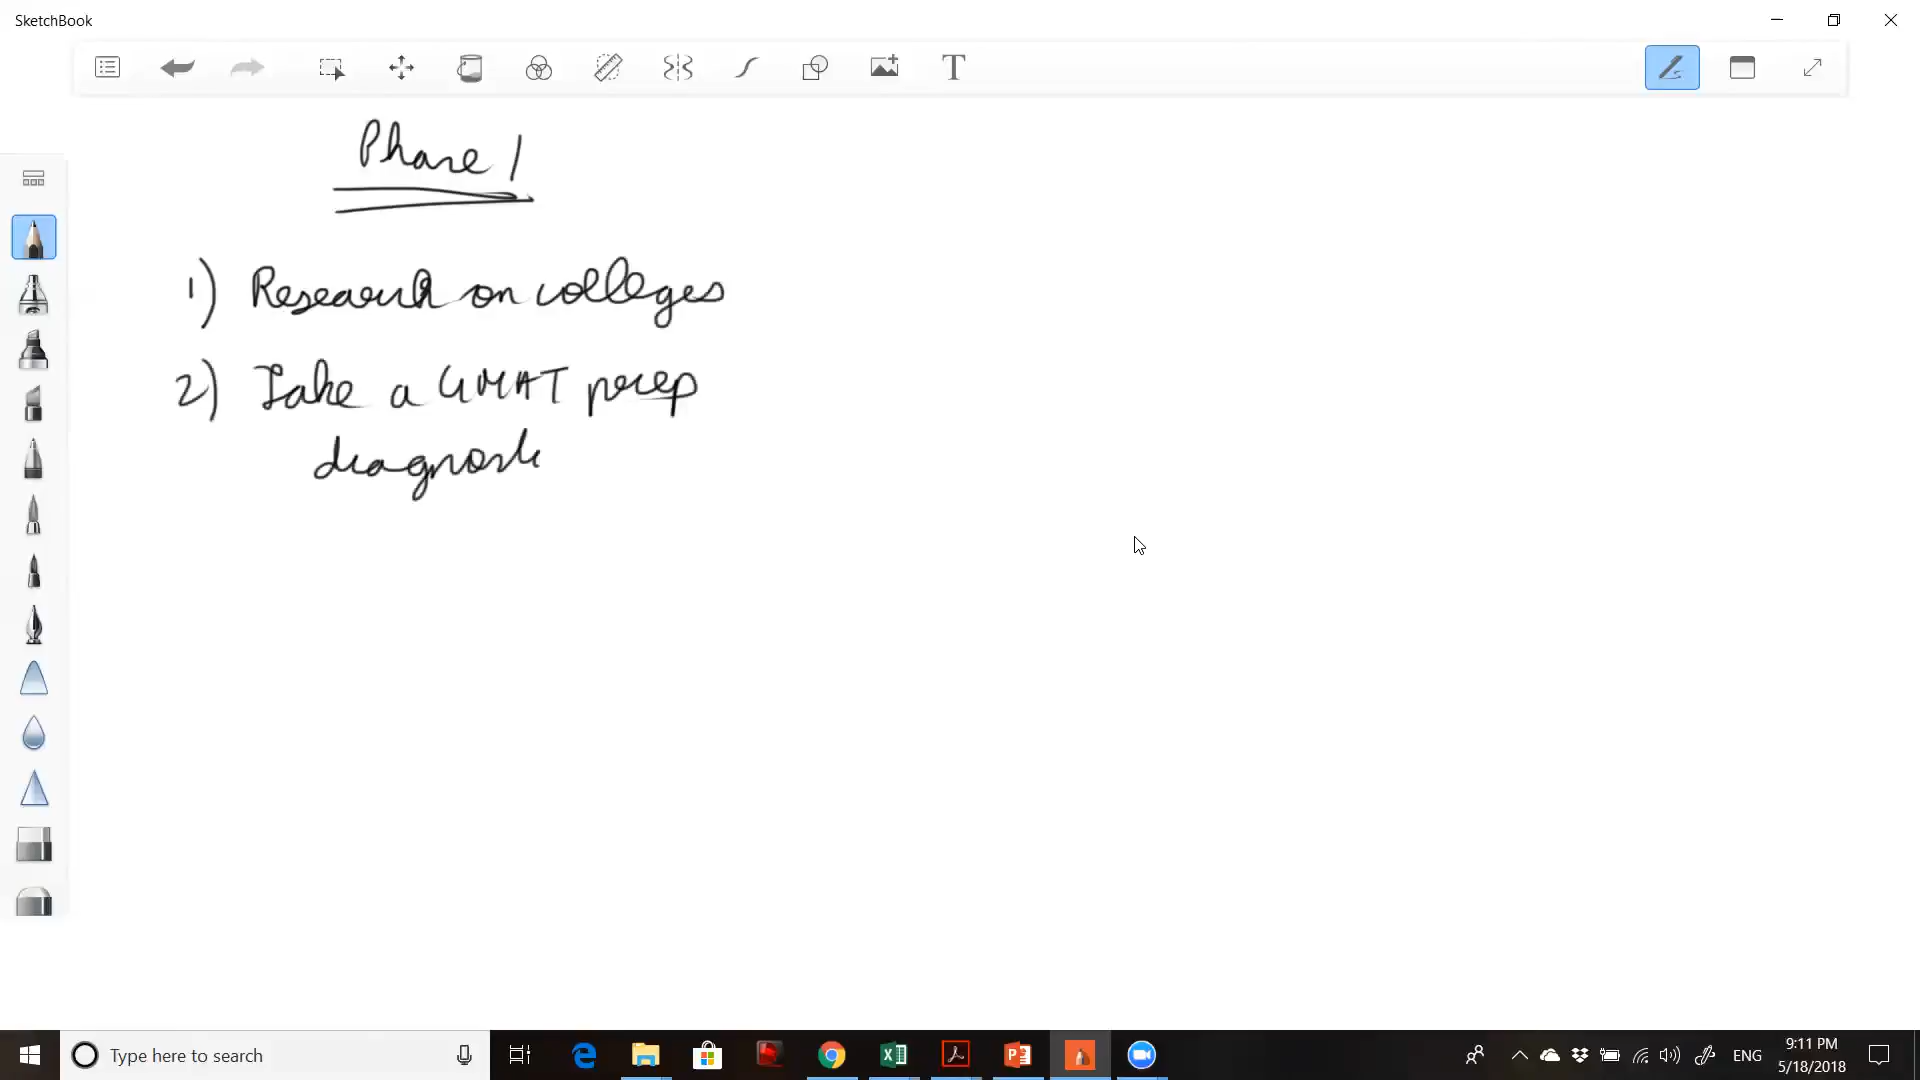 SketchBook
T
Phase 1
1) Research on colleges
2) Take a GMAT prep
diagnosti
Type here to search
ENG
9:11 PM
5/18/2018